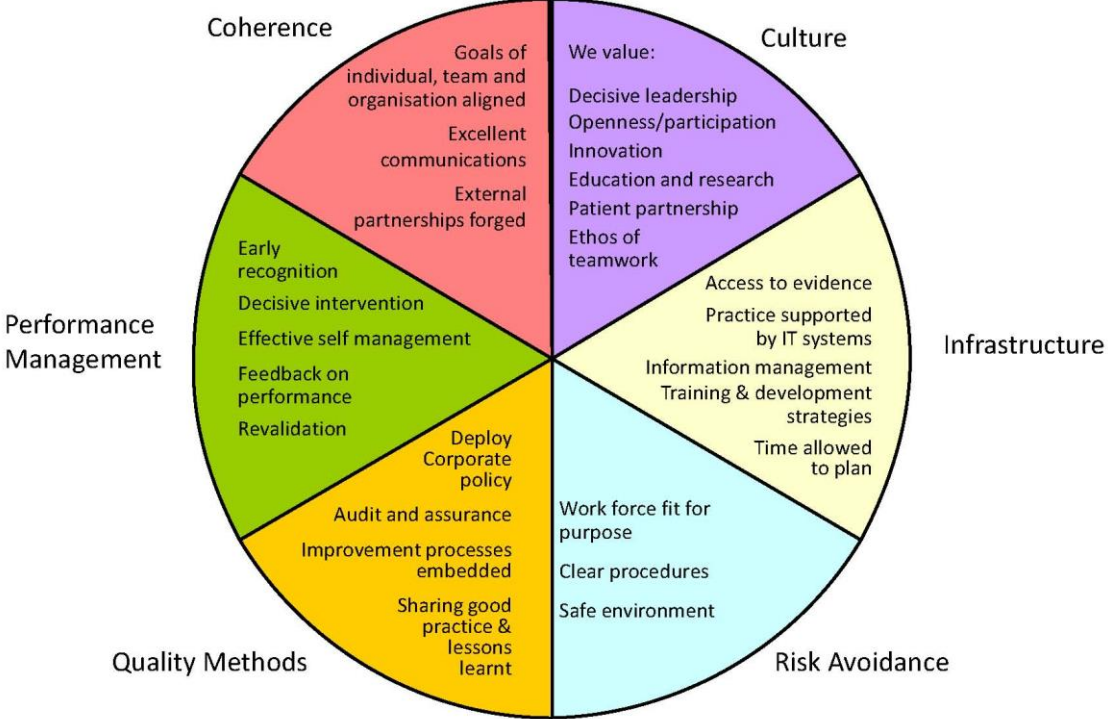 Coherence
Goals of
individual, team and
organisation aligned
Excellent
communications
External
partnerships forged
Culture
We value:
Decisive leadership
Openness/participation
Innovation
Education and research
Patient partnership
Ethos of
teamwork
Infrastructure
Access to evidence
Practice supported
by IT systems
Information management
Training & development
strategies
Time allowed
to plan
Risk Avoidance
Work force fit for
purpose
Clear procedures
Safe environment
Quality Methods
Deploy
Corporate
policy
Audit and assurance
Improvement processes
embedded
Sharing good
practice &
lessons
learnt
Performance
Management
Early
recognition
Decisive intervention
Effective self management
Feedback on
performance
Revalidation